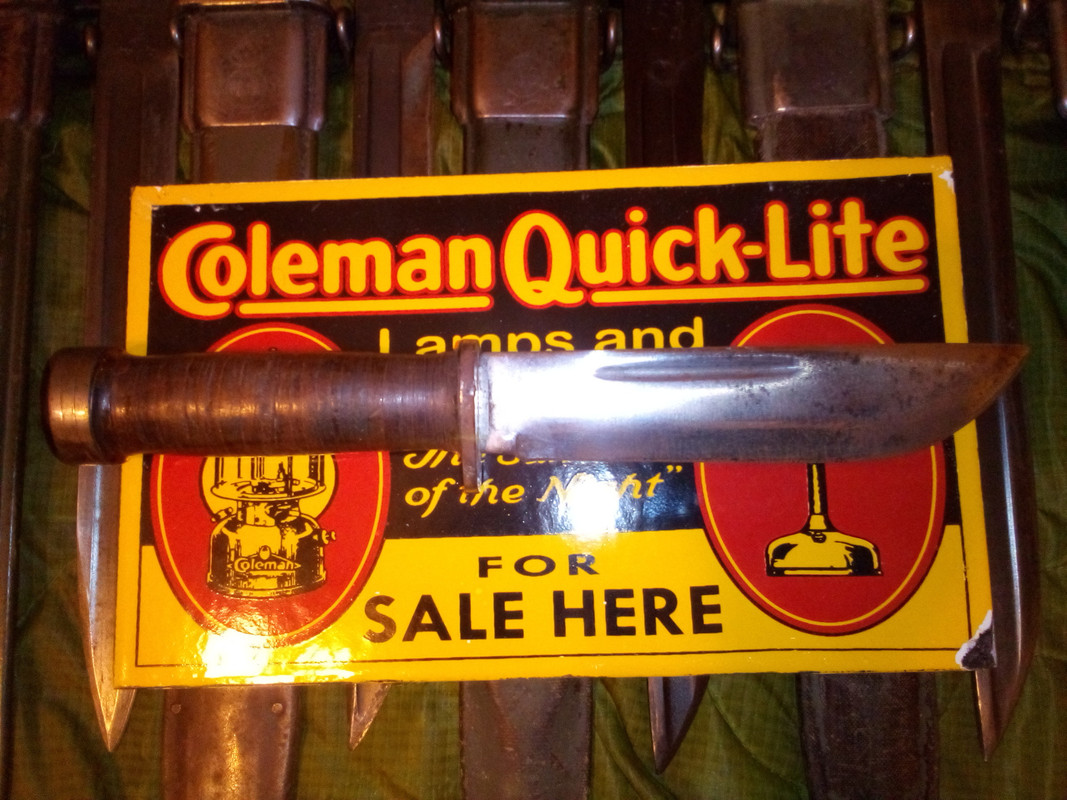 Coleman Quick-Lite
Lamps and
of the Night”
FOR
SALE HERE
Coleman